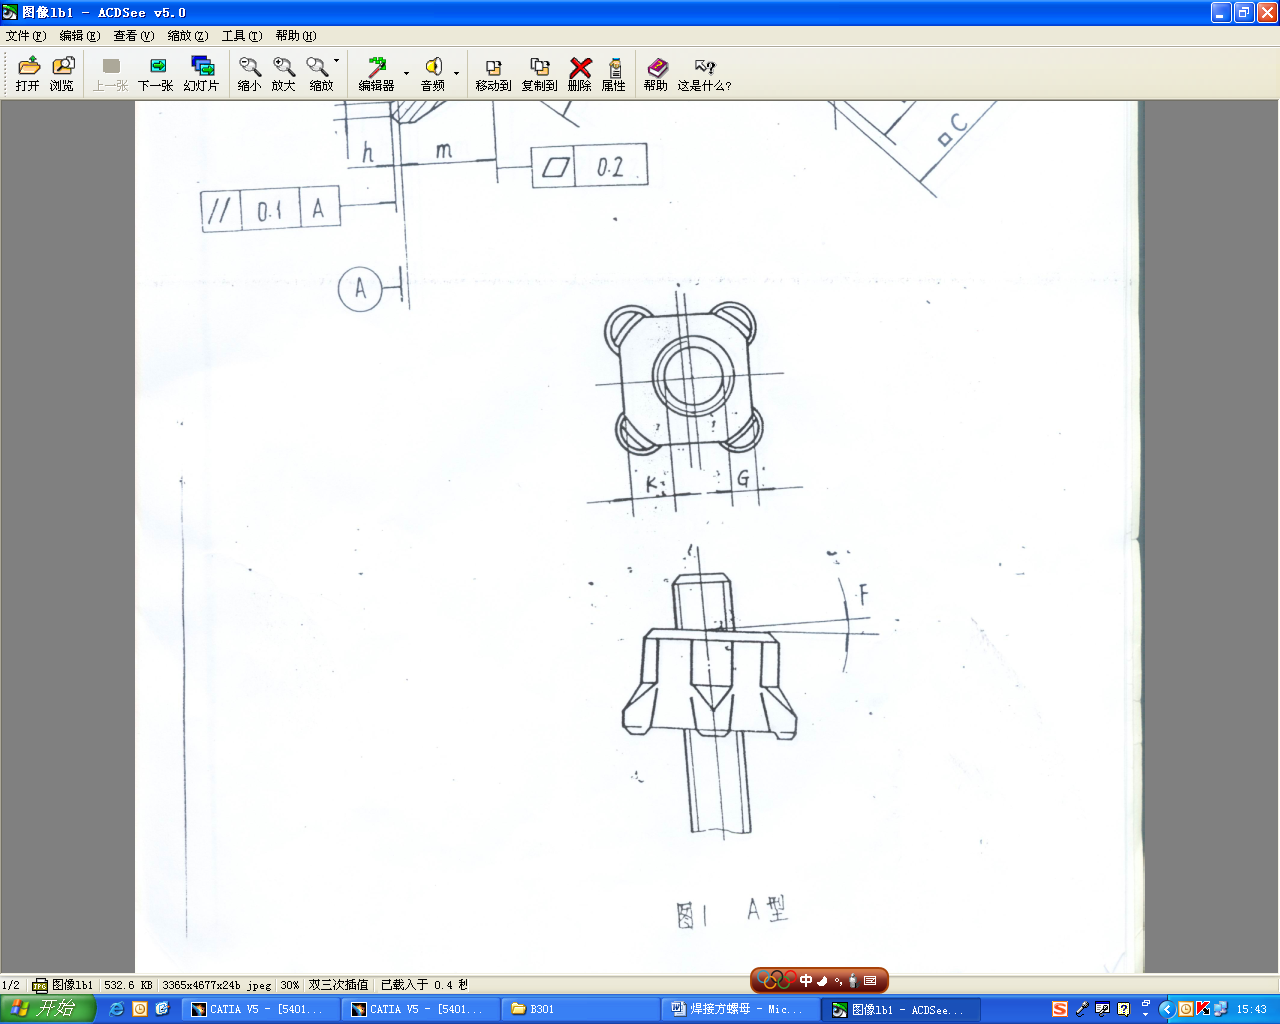 图像lb1 - ACDSee v5.0
文件(F) 编辑(E) 查看(V) 缩放(Z) 工具(T) 帮助(H)
打开 浏览 上一张 下一张 幻灯片 缩小 放大 缩放 编辑器 音频 移动到 复制到 删除 属性 帮助 这是什么?
h m
0.2
C
// 0.1 A
A
K G
F
图1 A型
1/2 图像lb1 532.6 KB 3365x4677x24b jpeg 30% 双三次插值 已载入于 0.4 秒
中
开始 CATIA V5 - [5401... CATIA V5 - [5401... B301 焊接方螺母 - Mic... 图像lb1 - ACDSee... 15:43